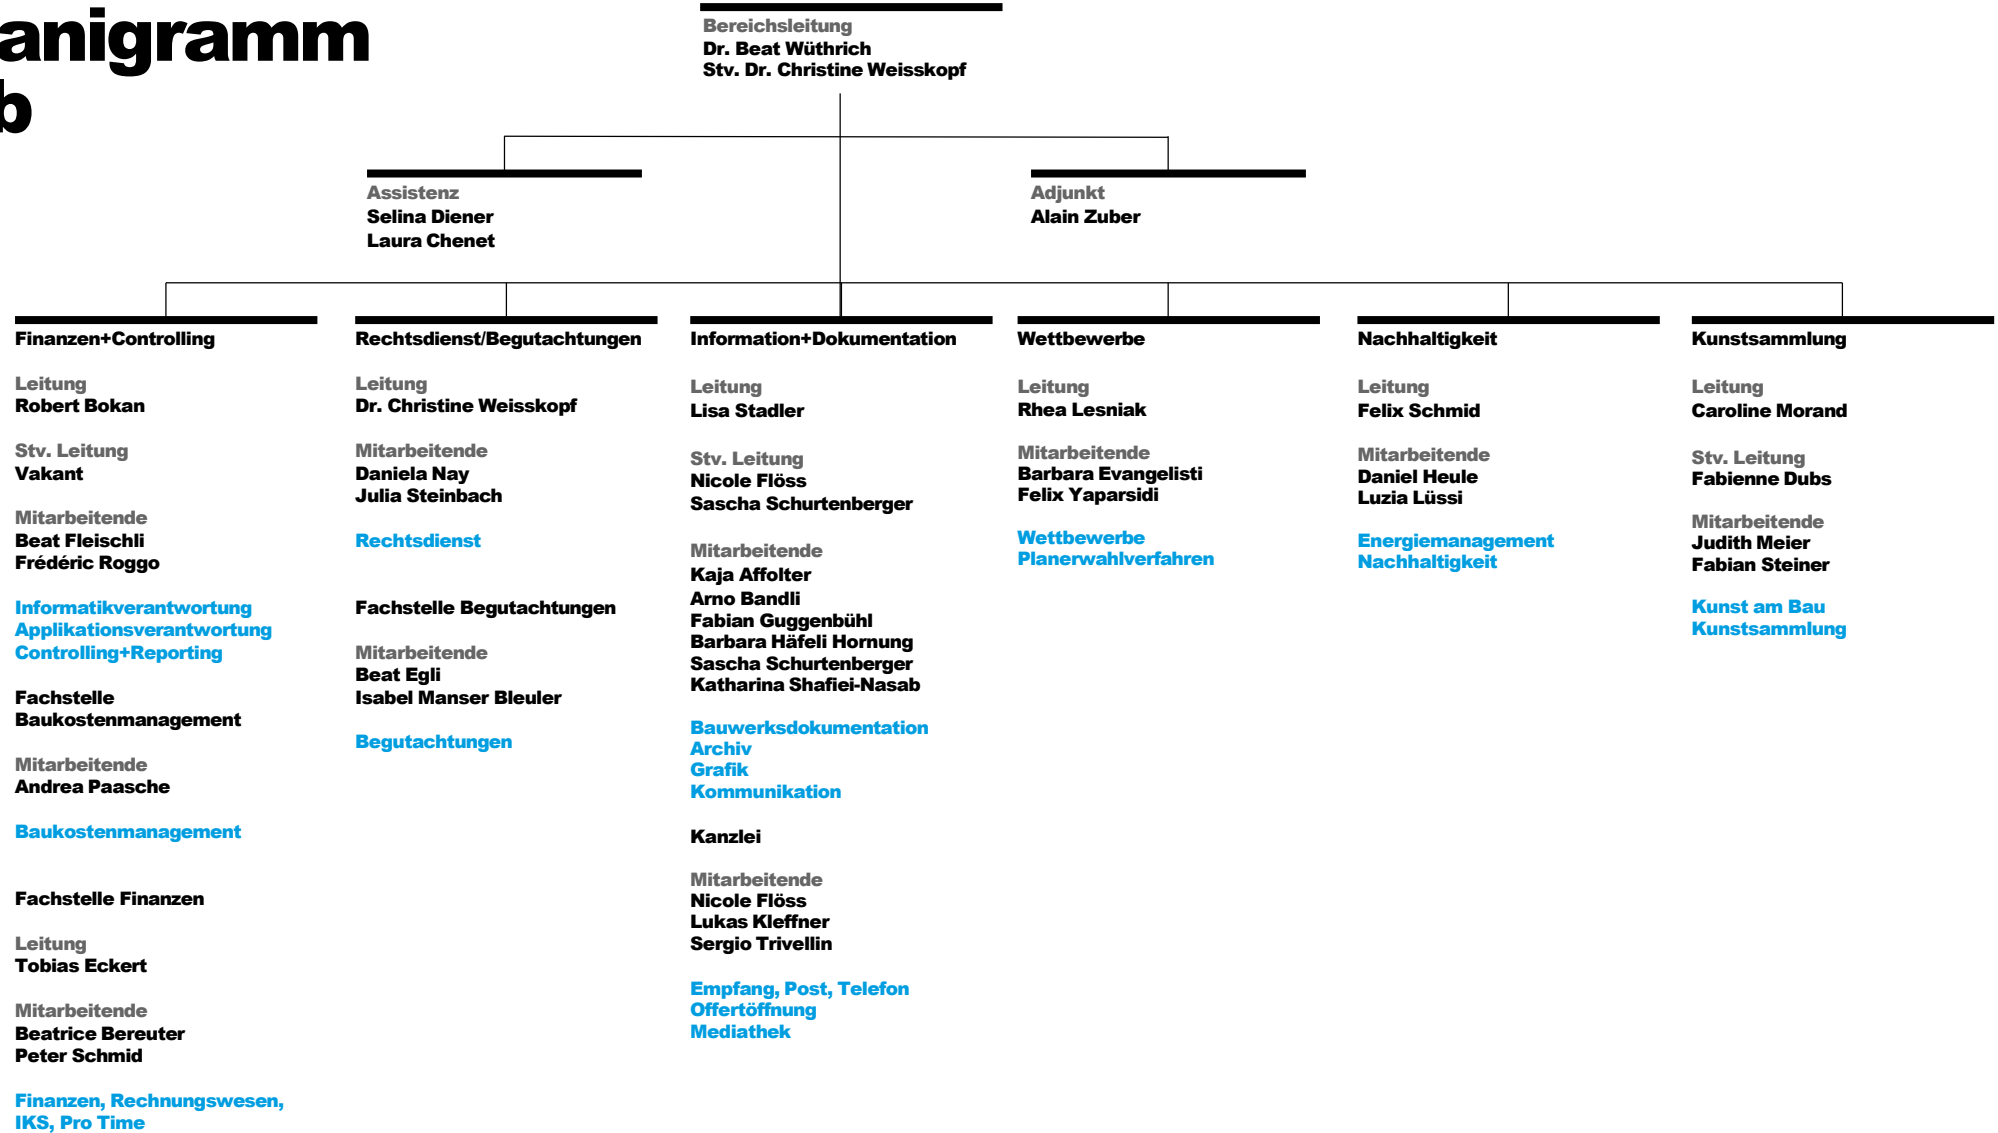 anigramm
b
Bereichsleitung
Dr. Beat Wüthrich
Stv. Dr. Christine Weisskopf
Assistenz
Selina Diener
Laura Chenet
Adjunkt
Alain Zuber
Finanzen+Controlling
Leitung
Robert Bokan
Stv. Leitung
Vakant
Mitarbeitende
Beat Fleischli
Frédéric Roggo
Informatikverantwortung
Applikationsverantwortung
Controlling+Reporting
Fachstelle
Baukostenmanagement
Mitarbeitende
Andrea Paasche
Baukostenmanagement
Fachstelle Finanzen
Leitung
Tobias Eckert
Mitarbeitende
Beatrice Bereuter
Peter Schmid
Finanzen, Rechnungswesen,
IKS, Pro Time
Rechtsdienst/Begutachtungen
Leitung
Dr. Christine Weisskopf
Mitarbeitende
Daniela Nay
Julia Steinbach
Rechtsdienst
Fachstelle Begutachtungen
Mitarbeitende
Beat Egli
Isabel Manser Bleuler
Begutachtungen
Information+Dokumentation
Leitung
Lisa Stadler
Stv. Leitung
Nicole Flöss
Sascha Schurtenberger
Mitarbeitende
Kaja Affolter
Arno Bandli
Fabian Guggenbühl
Barbara Häfeli Hornung
Sascha Schurtenberger
Katharina Shafiei-Nasab
Bauwerksdokumentation
Archiv
Grafik
Kommunikation
Kanzlei
Mitarbeitende
Nicole Flöss
Lukas Kleffner
Sergio Trivellin
Empfang, Post, Telefon
Offertöffnung
Mediathek
Wettbewerbe
Leitung
Rhea Lesniak
Mitarbeitende
Barbara Evangelisti
Felix Yaparsidi
Wettbewerbe
Planerwahlverfahren
Nachhaltigkeit
Leitung
Felix Schmid
Mitarbeitende
Daniel Heule
Luzia Lüssi
Energiemanagement
Nachhaltigkeit
Kunstsammlung
Leitung
Caroline Morand
Stv. Leitung
Fabienne Dubs
Mitarbeitende
Judith Meier
Fabian Steiner
Kunst am Bau
Kunstsammlung